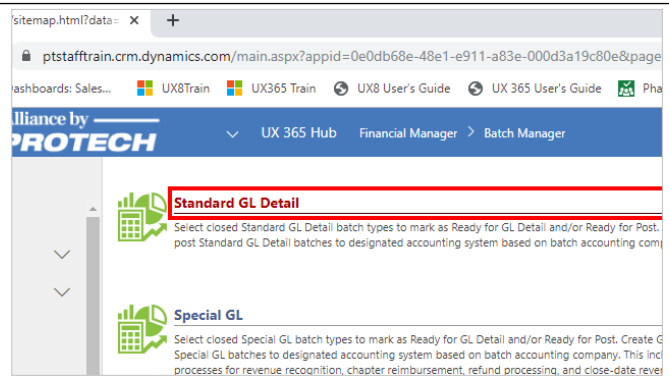 /sitemap.html?data= × +
ptstafftrain.crm.dynamics.com/main.aspx?appid=0e0db68e-48e1-e911-a83e-000d3a19c80e&page
Dashboards: Sales... UX8Train UX365 Train UX8 User's Guide UX 365 User's Guide Pha
Alliance by
PROTECH UX 365 Hub Financial Manager > Batch Manager
Standard GL Detail
Select closed Standard GL Detail batch types to mark as Ready for GL Detail and/or Ready for Post.
post Standard GL Detail batches to designated accounting system based on batch accounting com
Special GL
Select closed Special GL batch types to mark as Ready for GL Detail and/or Ready for Post. Create G
Special GL batches to designated accounting system based on batch accounting company. This incl
processes for revenue recognition, chapter reimbursement, refund processing, and close-date reve